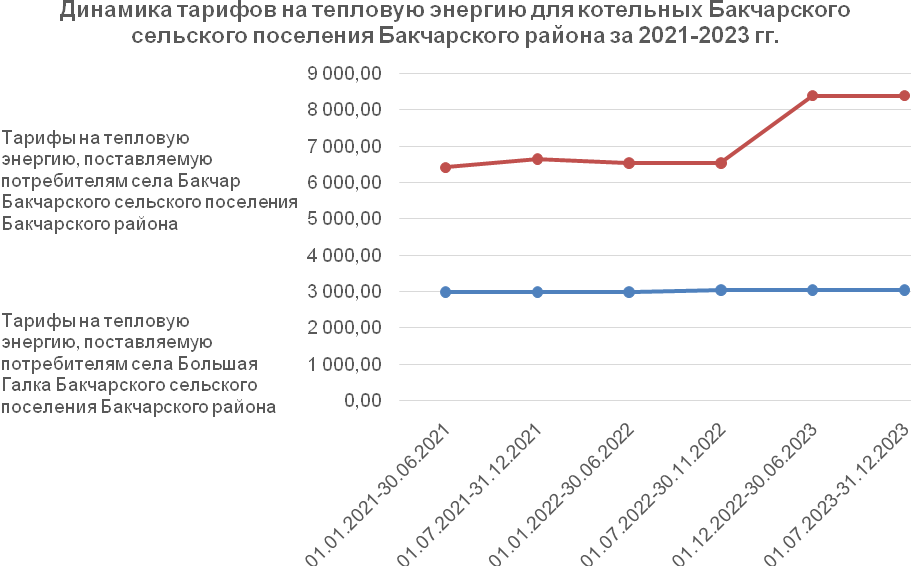 Динамика тарифов на тепловую энергию для котельных Бакчарского
сельского поселения Бакчарского района за 2021-2023 гг.
9 000,00
8 000,00
7 000,00
6 000,00
5 000,00
4 000,00
3 000,00
2 000,00
1 000,00
0,00
Тарифы на тепловую
энергию, поставляемую
потребителям села Бакчар
Бакчарского сельского поселения
Бакчарского района
Тарифы на тепловую
энергию, поставляемую
потребителям села Большая
Галка Бакчарского сельского
поселения Бакчарского района
01.01.2021-30.06.2021
01.07.2021-31.12.2021
01.01.2022-30.06.2022
01.07.2022-30.11.2022
01.12.2022-30.06.2023
01.07.2023-31.12.2023